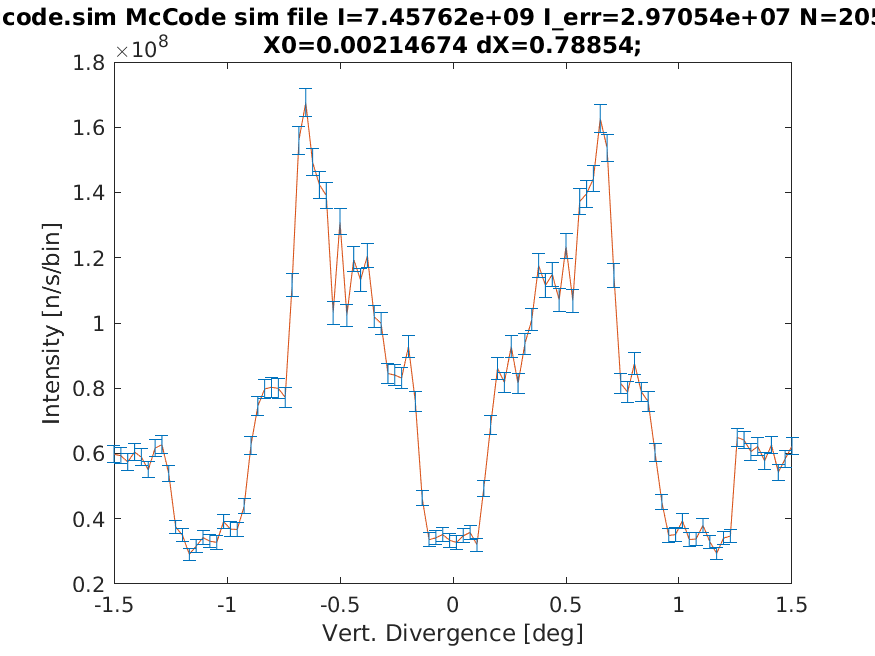 code.sim McCode sim file I=7.45762e+09 I_err=2.97054e+07 N=205
X0=0.00214674 dX=0.78854;
×10⁸
1.8
1.6
1.4
1.2
1
0.8
0.6
0.4
0.2
Intensity [n/s/bin]
-1.5 -1 -0.5 0 0.5 1 1.5
Vert. Divergence [deg]